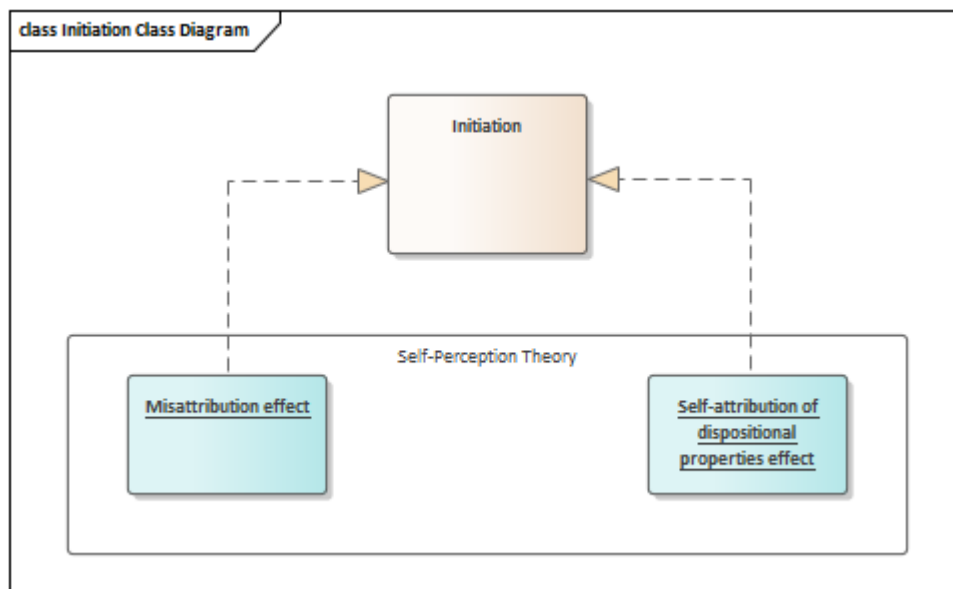 class Initiation Class Diagram
Initiation
Self-Perception Theory
Misattribution effect
Self-attribution of
dispositional
properties effect